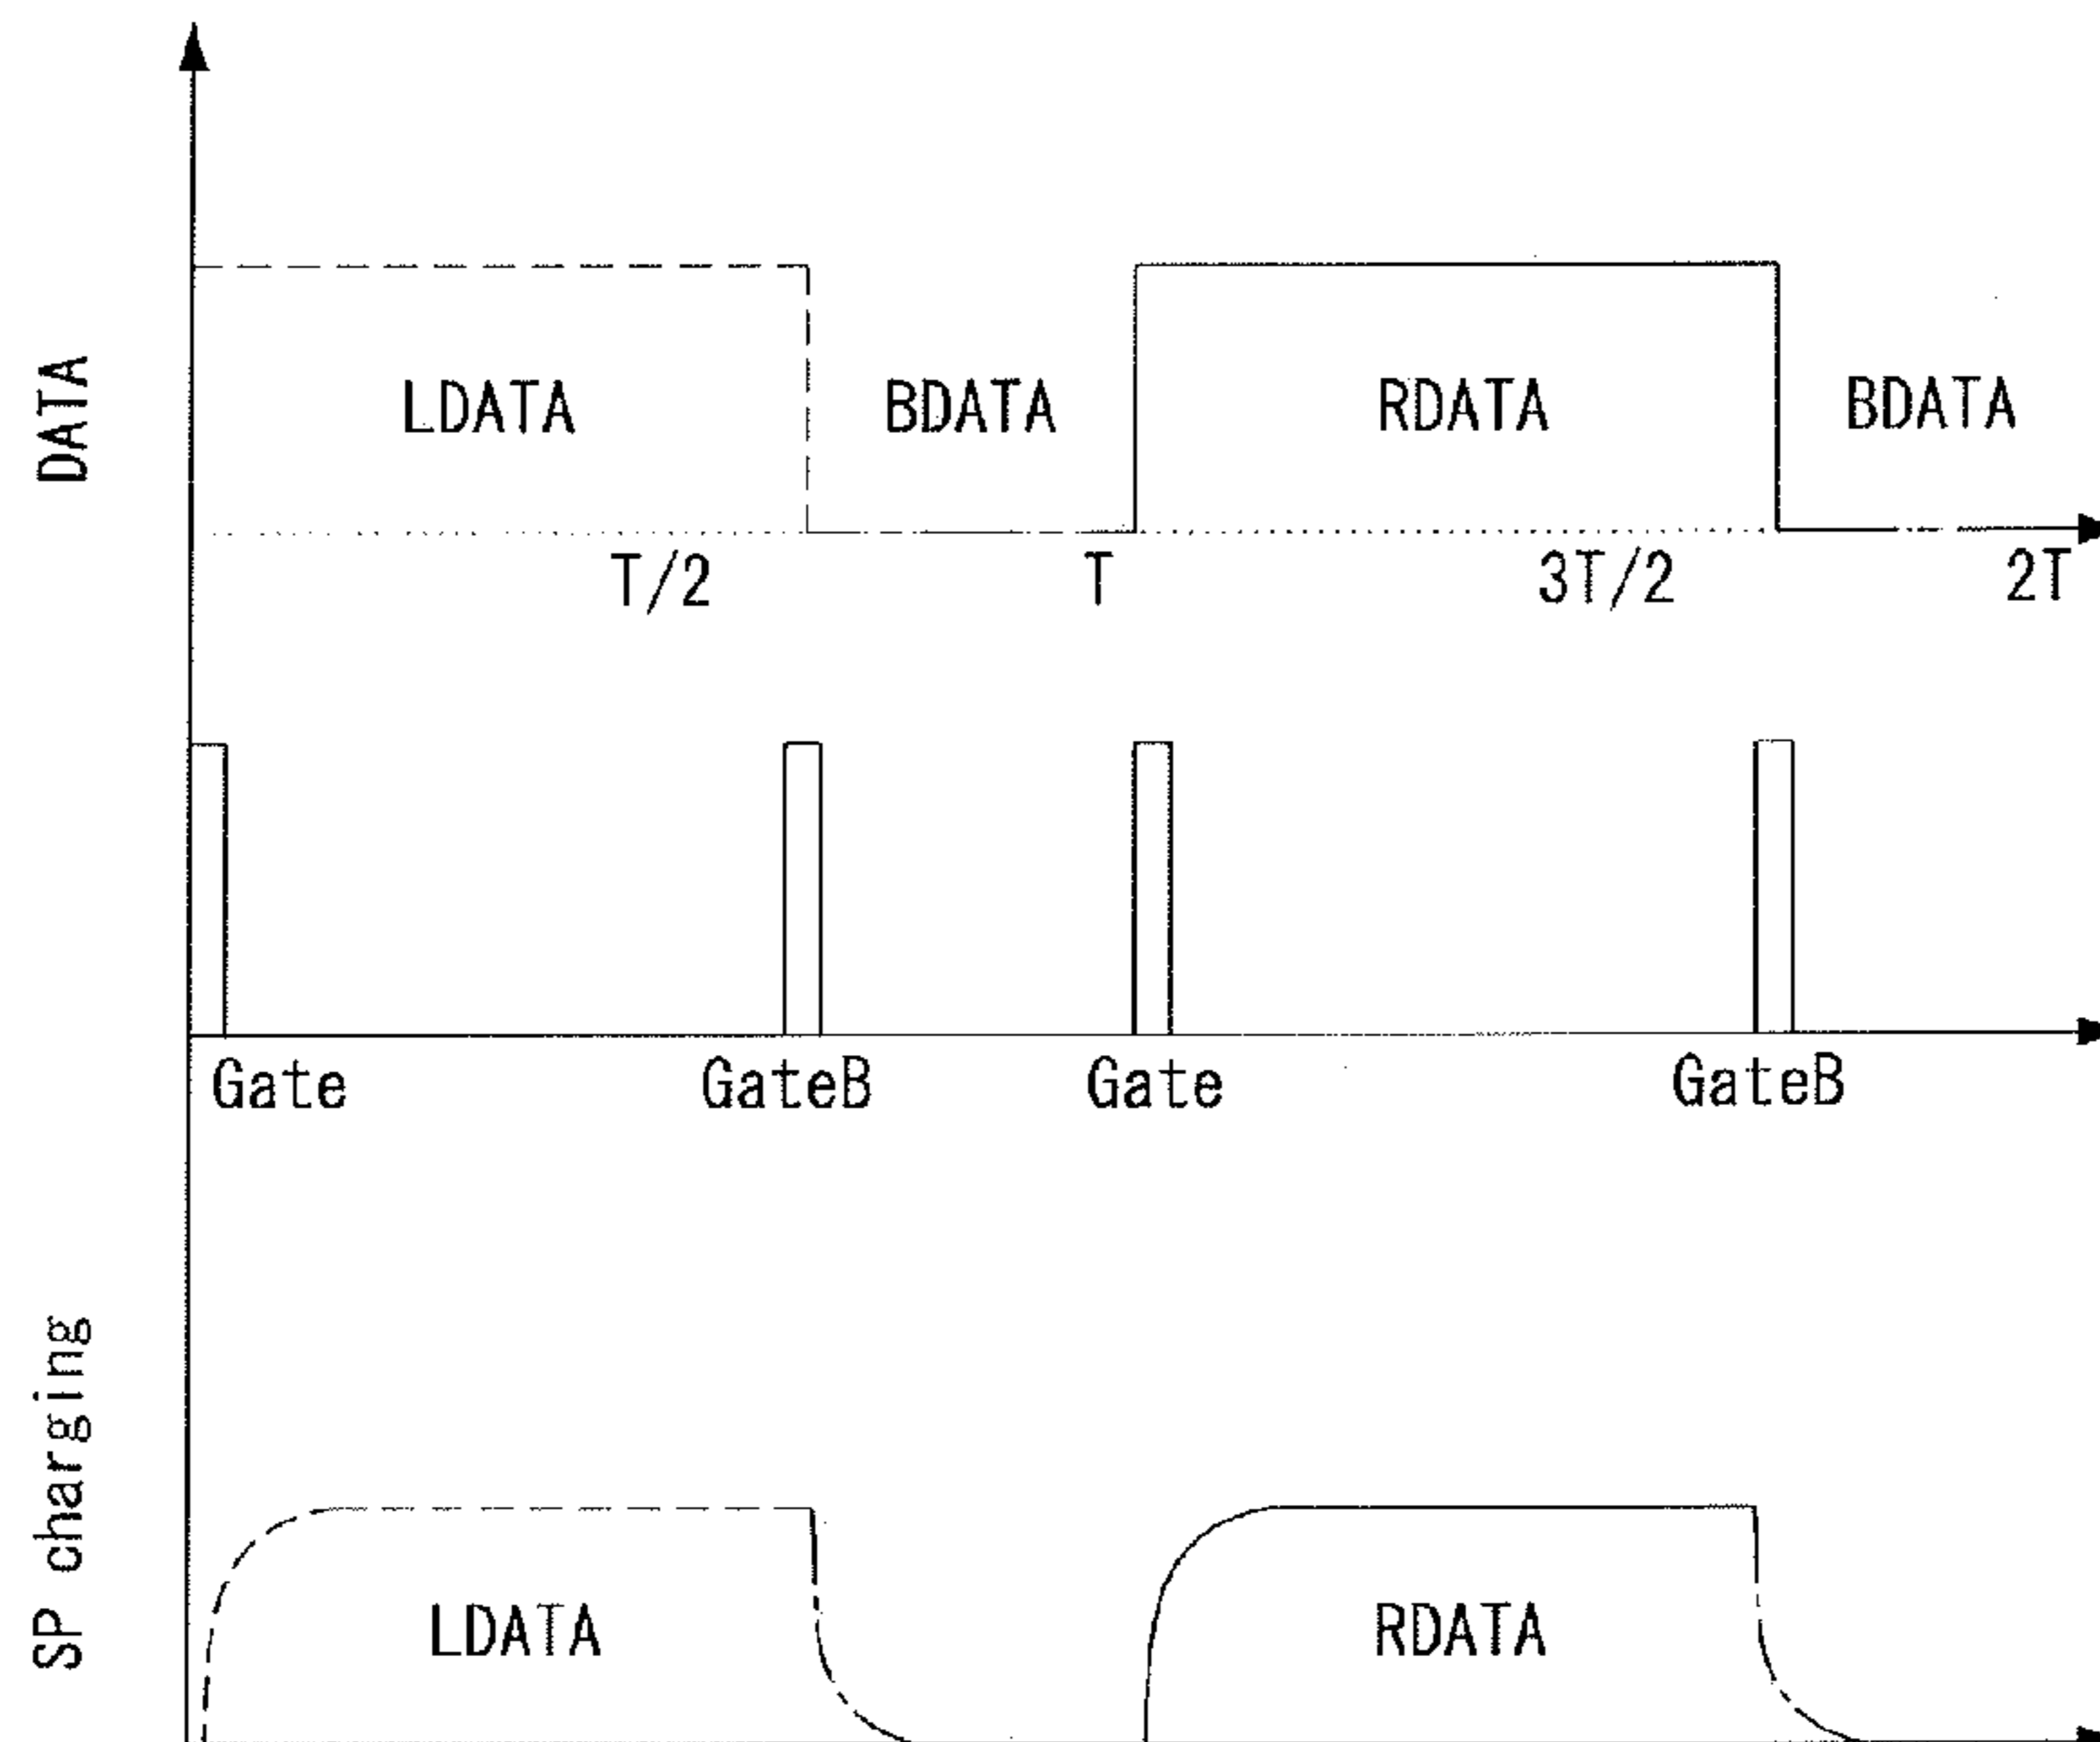 DATA
LDATA
BDATA
RDATA
BDATA
T/2
T
3T/2
2T
Gate
GateB
Gate
GateB
SP charging
LDATA
RDATA